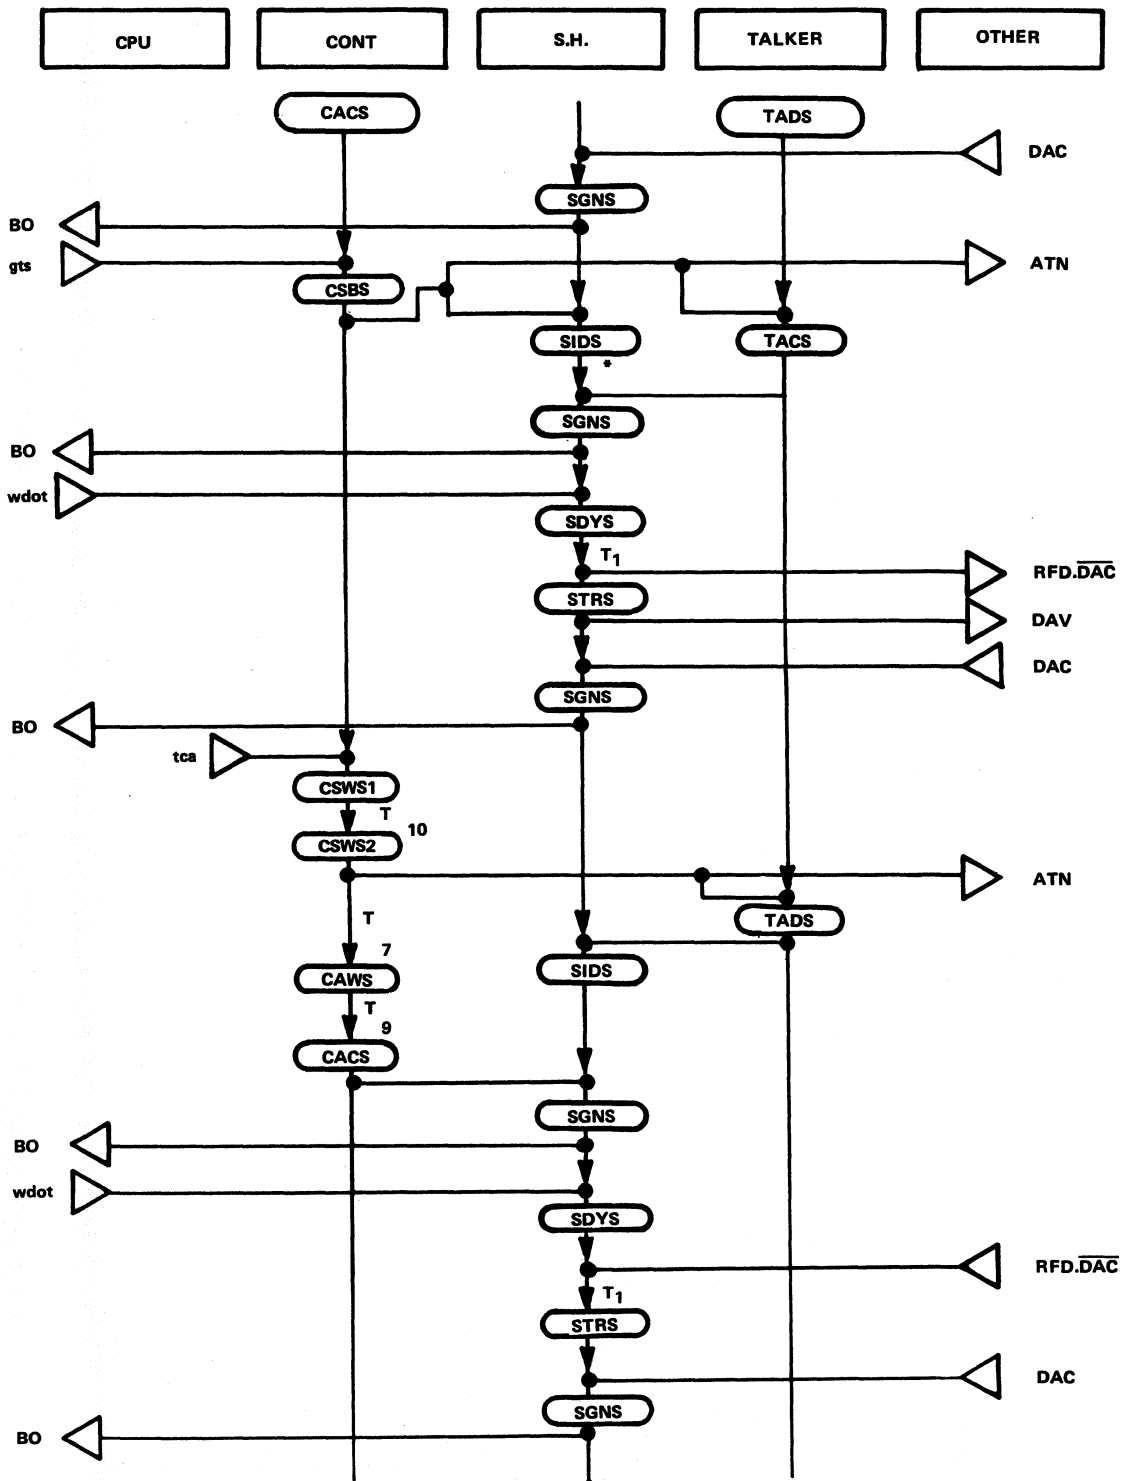 CPU
CONT
S.H.
TALKER
OTHER
CACS
TADS
DAC
SGNS
BO
gts
ATN
CSBS
SIDS
*
TACS
SGNS
BO
wdot
SDYS
T1
RFD.DAC
STRS
DAV
DAC
SGNS
BO
tca
CSWS1
T
10
CSWS2
ATN
TADS
T
7
SIDS
CAWS
T
9
CACS
SGNS
BO
wdot
SDYS
RFD.DAC
T1
STRS
DAC
SGNS
BO